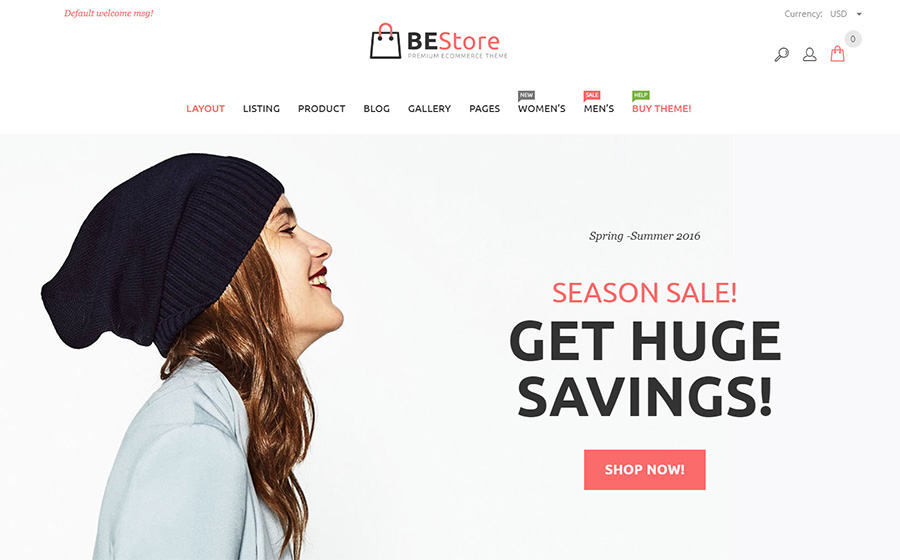 Default welcome msg!
Currency: USD
BEStore
PREMIUM ECOMMERCE THEME
0
NEW
SALE
HELP
LAYOUT LISTING PRODUCT BLOG GALLERY PAGES WOMEN'S MEN'S BUY THEME!
Spring -Summer 2016
SEASON SALE!
GET HUGE
SAVINGS!
SHOP NOW!